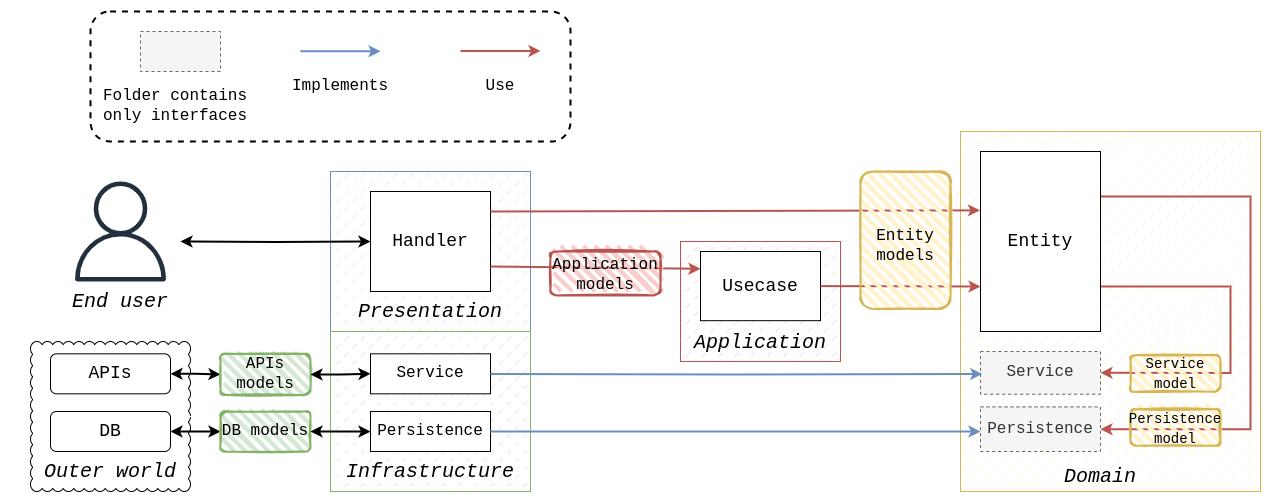 Folder contains
only interfaces
Implements
Use
End user
Handler
Presentation
Application
models
Usecase
Application
Entity
models
Entity
APIs
APIs
models
Service
Service
Service
model
DB
DB models
Persistence
Persistence
Persistence
model
Outer world
Infrastructure
Domain